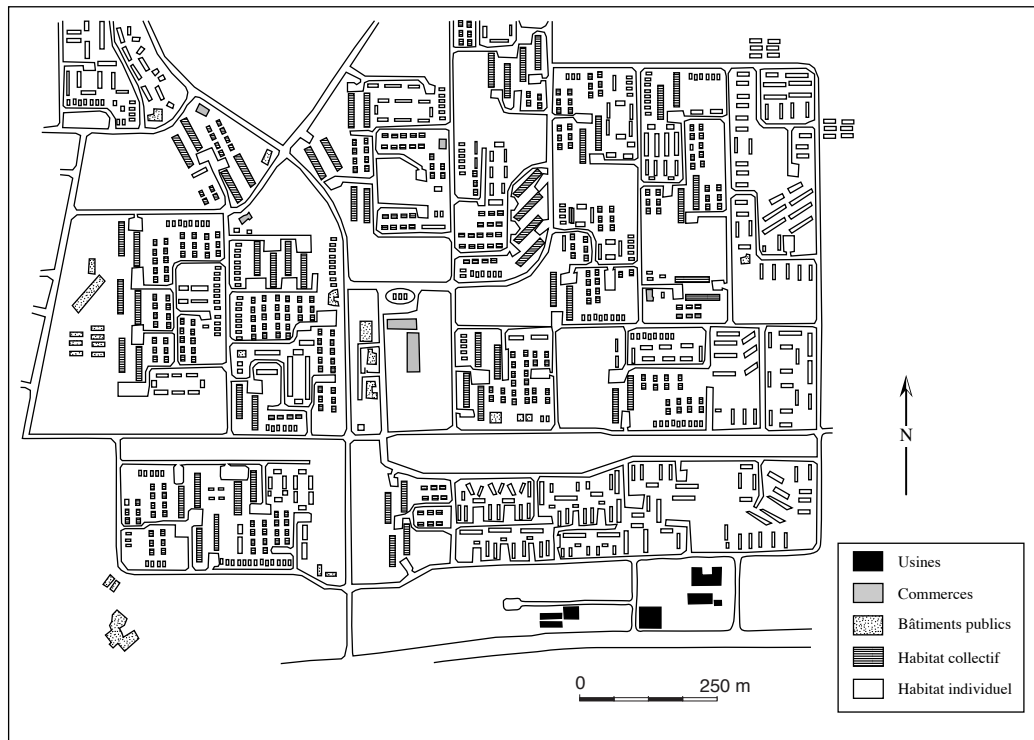 N
Usines
Commerces
Bâtiments publics
Habitat collectif
Habitat individuel
0 250 m